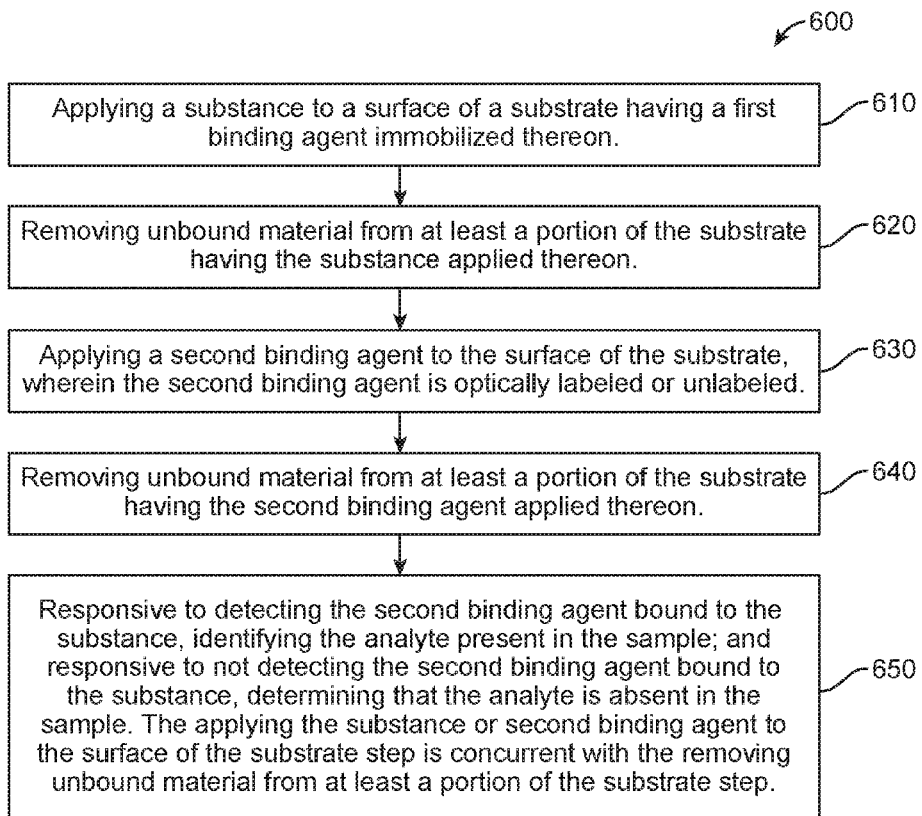 600
Applying a substance to a surface of a substrate having a first
binding agent immobilized thereon.
610
Removing unbound material from at least a portion of the substrate
having the substance applied thereon.
620
Applying a second binding agent to the surface of the substrate,
wherein the second binding agent is optically labeled or unlabeled.
630
Removing unbound material from at least a portion of the substrate
having the second binding agent applied thereon.
640
Responsive to detecting the second binding agent bound to the
substance, identifying the analyte present in the sample; and
responsive to not detecting the second binding agent bound to
the substance, determining that the analyte is absent in the
sample. The applying the substance or second binding agent to
the surface of the substrate step is concurrent with the removing
unbound material from at least a portion of the substrate step.
650